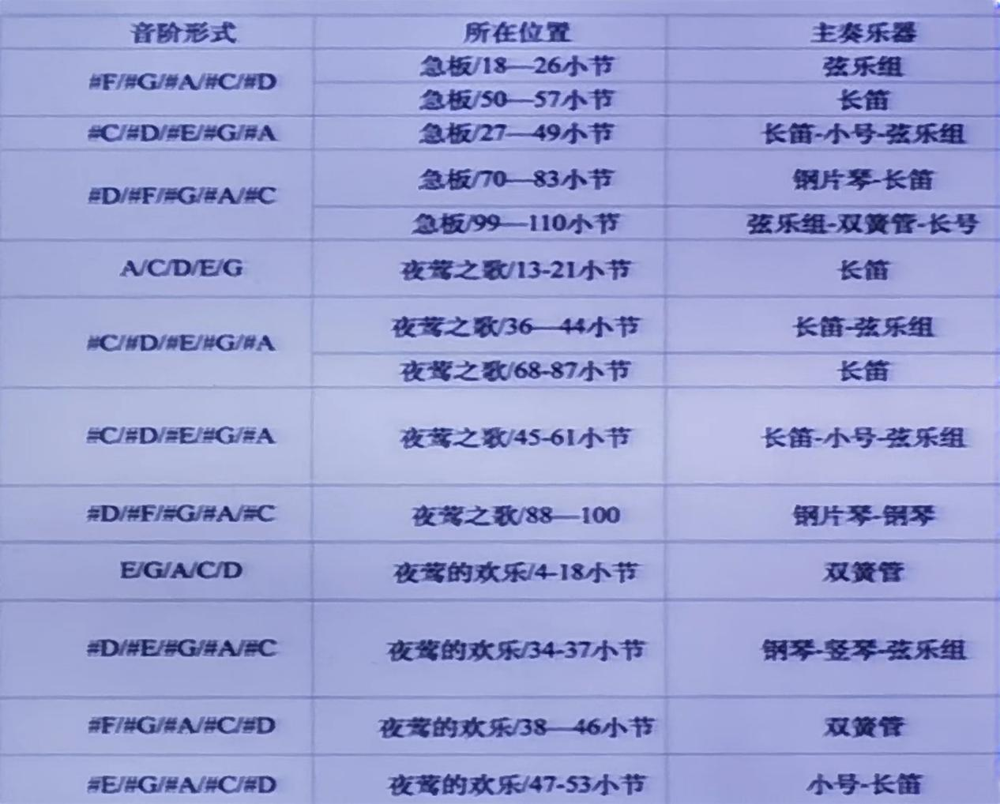 音阶形式 所在位置 主奏乐器
#F/#G/#A/#C/#D 急板/18—26小节 弦乐组
急板/50—57小节 长笛
#C/#D/#E/#G/#A 急板/27—49小节 长笛-小号-弦乐组
#D/#F/#G/#A/#C 急板/70—83小节 钢片琴-长笛
急板/99—110小节 弦乐组-双簧管-长号
A/C/D/E/G 夜莺之歌/13-21小节 长笛
#C/#D/#E/#G/#A 夜莺之歌/36—44小节 长笛-弦乐组
夜莺之歌/68-87小节 长笛
#C/#D/#E/#G/#A 夜莺之歌/45-61小节 长笛-小号-弦乐组
#D/#F/#G/#A/#C 夜莺之歌/88—100 钢片琴-钢琴
E/G/A/C/D 夜莺的欢乐/4-18小节 双簧管
#D/#E/#G/#A/#C 夜莺的欢乐/34-37小节 钢琴-竖琴-弦乐组
#F/#G/#A/#C/#D 夜莺的欢乐/38—46小节 双簧管
#E/#G/#A/#C/#D 夜莺的欢乐/47-53小节 小号-长笛